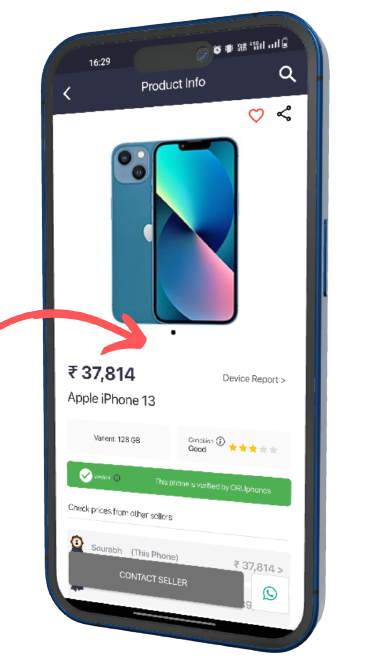 16:29
Product Info
₹ 37,814
Device Report >
Apple iPhone 13
Varient: 128 GB
Condition
Good
This phone is verified by ORUphones
Check prices from other sellers
Sourabh (This Phone)
₹ 37,814 >
CONTACT SELLER